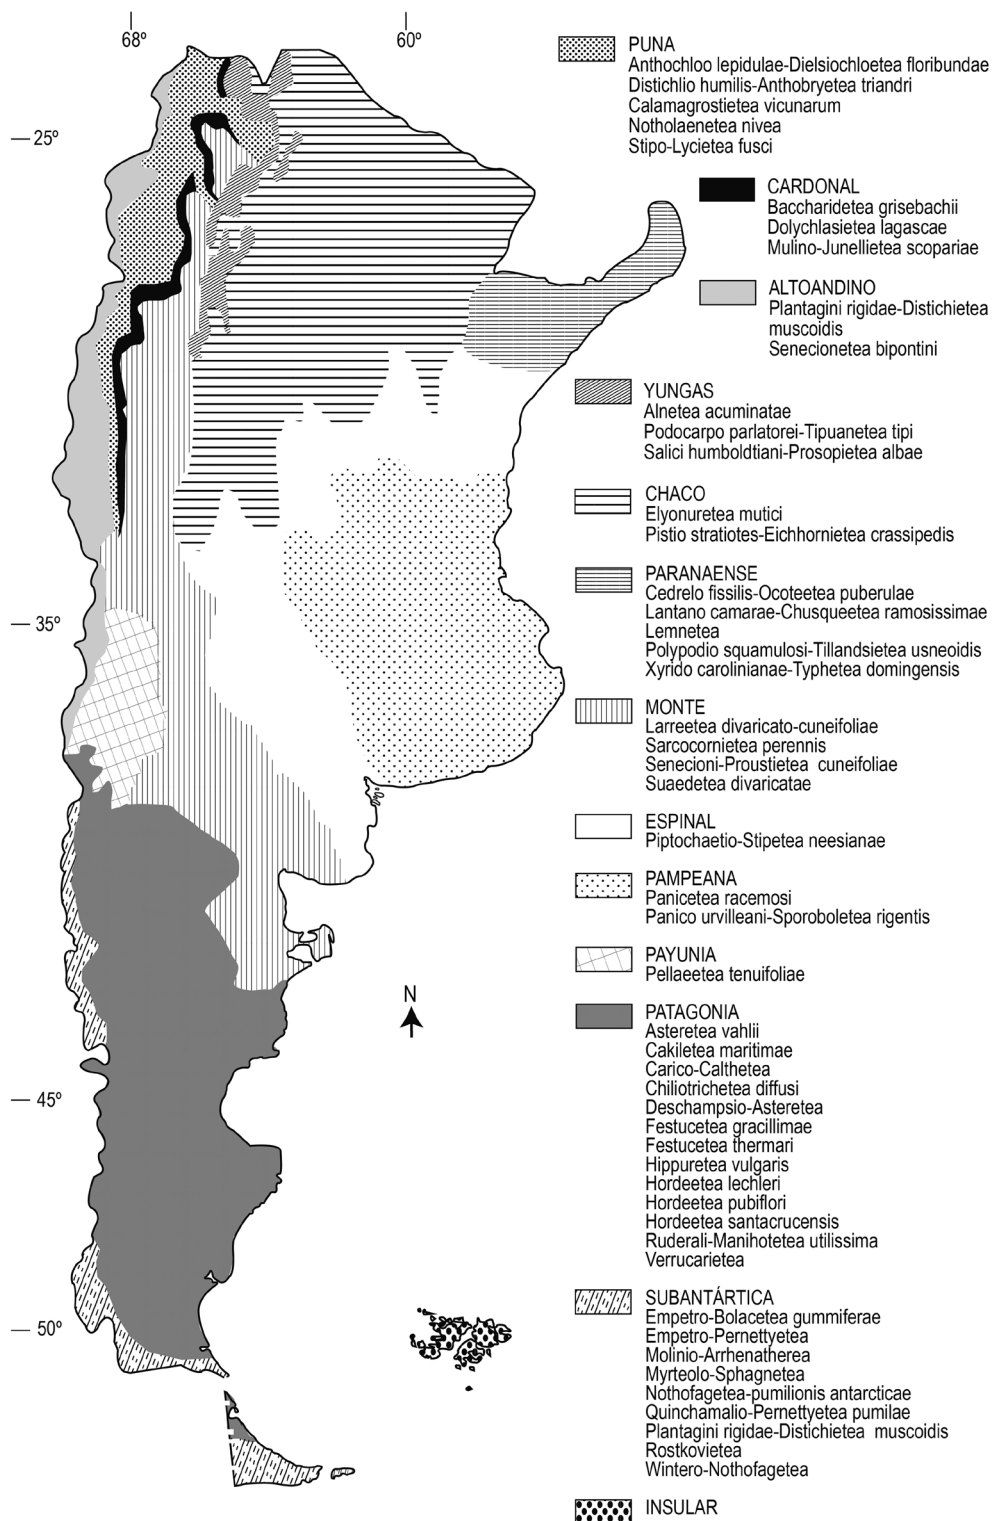 68º
60º
25º
35º
45º
50º
N
PUNA
Anthochloo lepidulae-Dielsiochloetea floribundae
Distichlio humilis-Anthobryetea triandri
Calamagrostietea vicunarum
Notholaenetea nivea
Stipo-Lycietea fusci
CARDONAL
Baccharidetea grisebachii
Dolychlasietea lagascae
Mulino-Junellietea scopariae
ALTOANDINO
Plantagini rigidae-Distichietea
muscoidis
Senecionetea bipontini
YUNGAS
Alnetea acuminatae
Podocarpo parlatorei-Tipuanetea tipi
Salici humboldtiani-Prosopietea albae
CHACO
Elyonuretea mutici
Pistio stratiotes-Eichhornietea crassipedis
PARANAENSE
Cedrelo fissilis-Ocoteetea puberulae
Lantano camarae-Chusqueetea ramosissimae
Lemnetea
Polypodio squamulosi-Tillandsietea usneoidis
Xyrido carolinianae-Typhetea domingensis
MONTE
Larreetea divaricato-cuneifoliae
Sarcocornietea perennis
Senecioni-Proustietea cuneifoliae
Suaedetea divaricatae
ESPINAL
Piptochaetio-Stipetea neesianae
PAMPEANA
Panicetea racemosi
Panico urvilleani-Sporoboletea rigentis
PAYUNIA
Pellaeetea tenuifoliae
PATAGONIA
Asteretea vahlii
Cakiletea maritimae
Carico-Calthetea
Chiliotrichetea diffusi
Deschampsio-Asteretea
Festucetea gracillimae
Festucetea thermari
Hippuretea vulgaris
Hordeetea lechleri
Hordeetea pubiflori
Hordeetea santacrucensis
Ruderali-Manihotetea utilissima
Verrucarietea
SUBANTÁRTICA
Empetro-Bolacetea gummiferae
Empetro-Pernettyetea
Molinio-Arrhenatherea
Myrteolo-Sphagnetea
Nothofagetea-pumilionis antarcticae
Quinchamalio-Pernettyetea pumilae
Plantagini rigidae-Distichietea muscoidis
Rostkovietea
Wintero-Nothofagetea
INSULAR